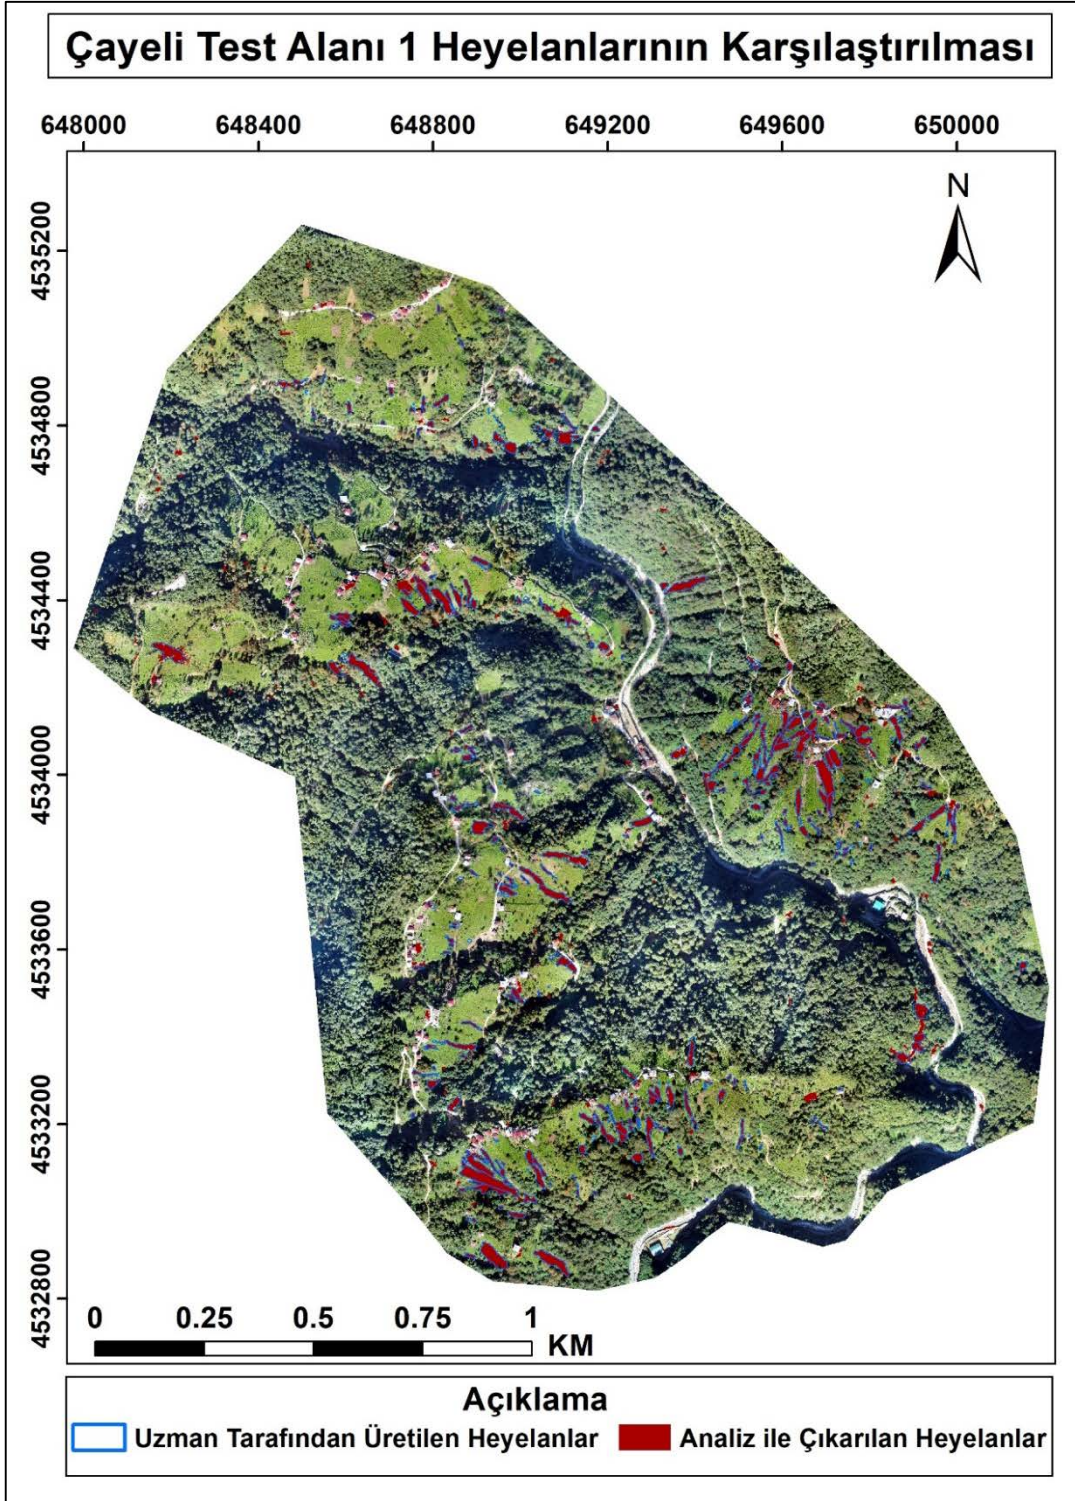 Çayeli Test Alanı 1 Heyelanlarının Karşılaştırılması
648000 648400 648800 649200 649600 650000
N
4535200
4534800
4534400
4534000
4533600
4533200
4532800
0 0.25 0.5 0.75 1
KM
Açıklama
Uzman Tarafından Üretilen Heyelanlar Analiz ile Çıkarılan Heyelanlar